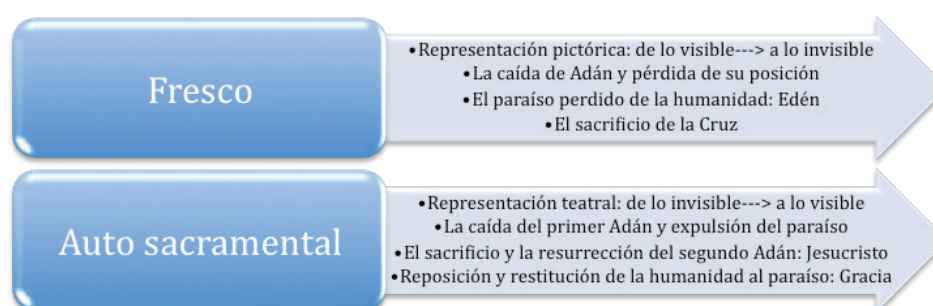 Fresco
•Representación pictórica: de lo visible---> a lo invisible
•La caída de Adán y pérdida de su posición
•El paraíso perdido de la humanidad: Edén
•El sacrificio de la Cruz
Auto sacramental
•Representación teatral: de lo invisible---> a lo visible
•La caída del primer Adán y expulsión del paraíso
•El sacrificio y la resurrección del segundo Adán: Jesucristo
•Reposición y restitución de la humanidad al paraíso: Gracia